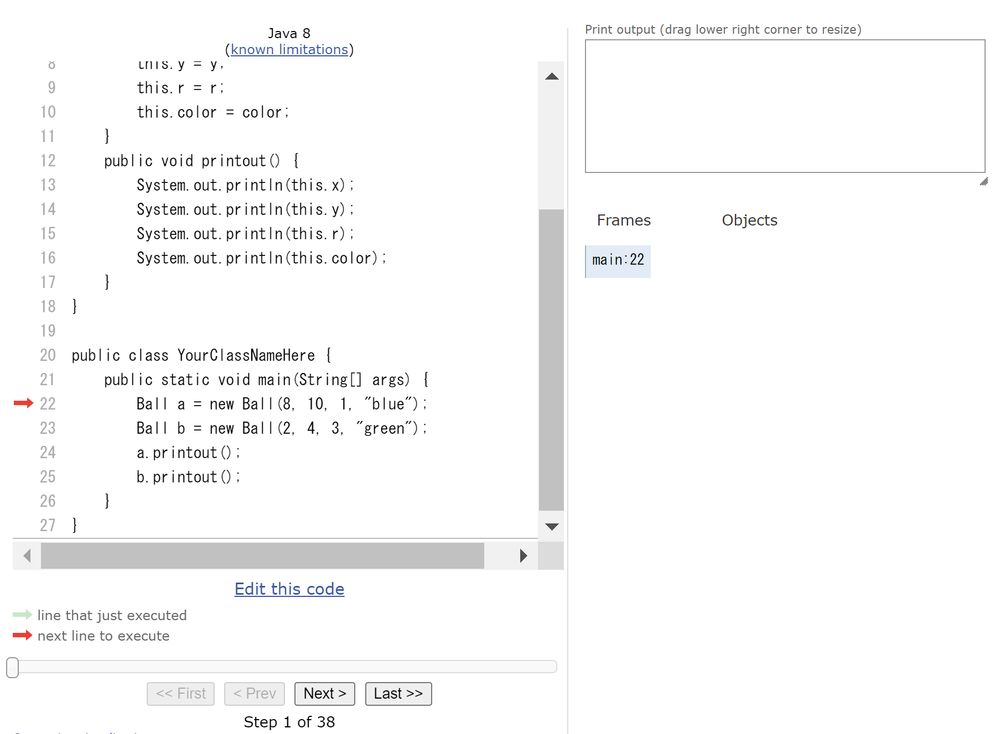 Java 8
(known limitations)
8 this.y = y;
9 this.r = r;
10 this.color = color;
11 }
12 public void printout() {
13 System.out.println(this.x);
14 System.out.println(this.y);
15 System.out.println(this.r);
16 System.out.println(this.color);
17 }
18 }
19
20 public class YourClassNameHere {
21 public static void main(String[] args) {
22 Ball a = new Ball(8, 10, 1, "blue");
23 Ball b = new Ball(2, 4, 3, "green");
24 a.printout();
25 b.printout();
26 }
27 }
Edit this code
line that just executed
next line to execute
<< First
< Prev
Next >
Last >>
Step 1 of 38
Print output (drag lower right corner to resize)
Frames
Objects
main:22